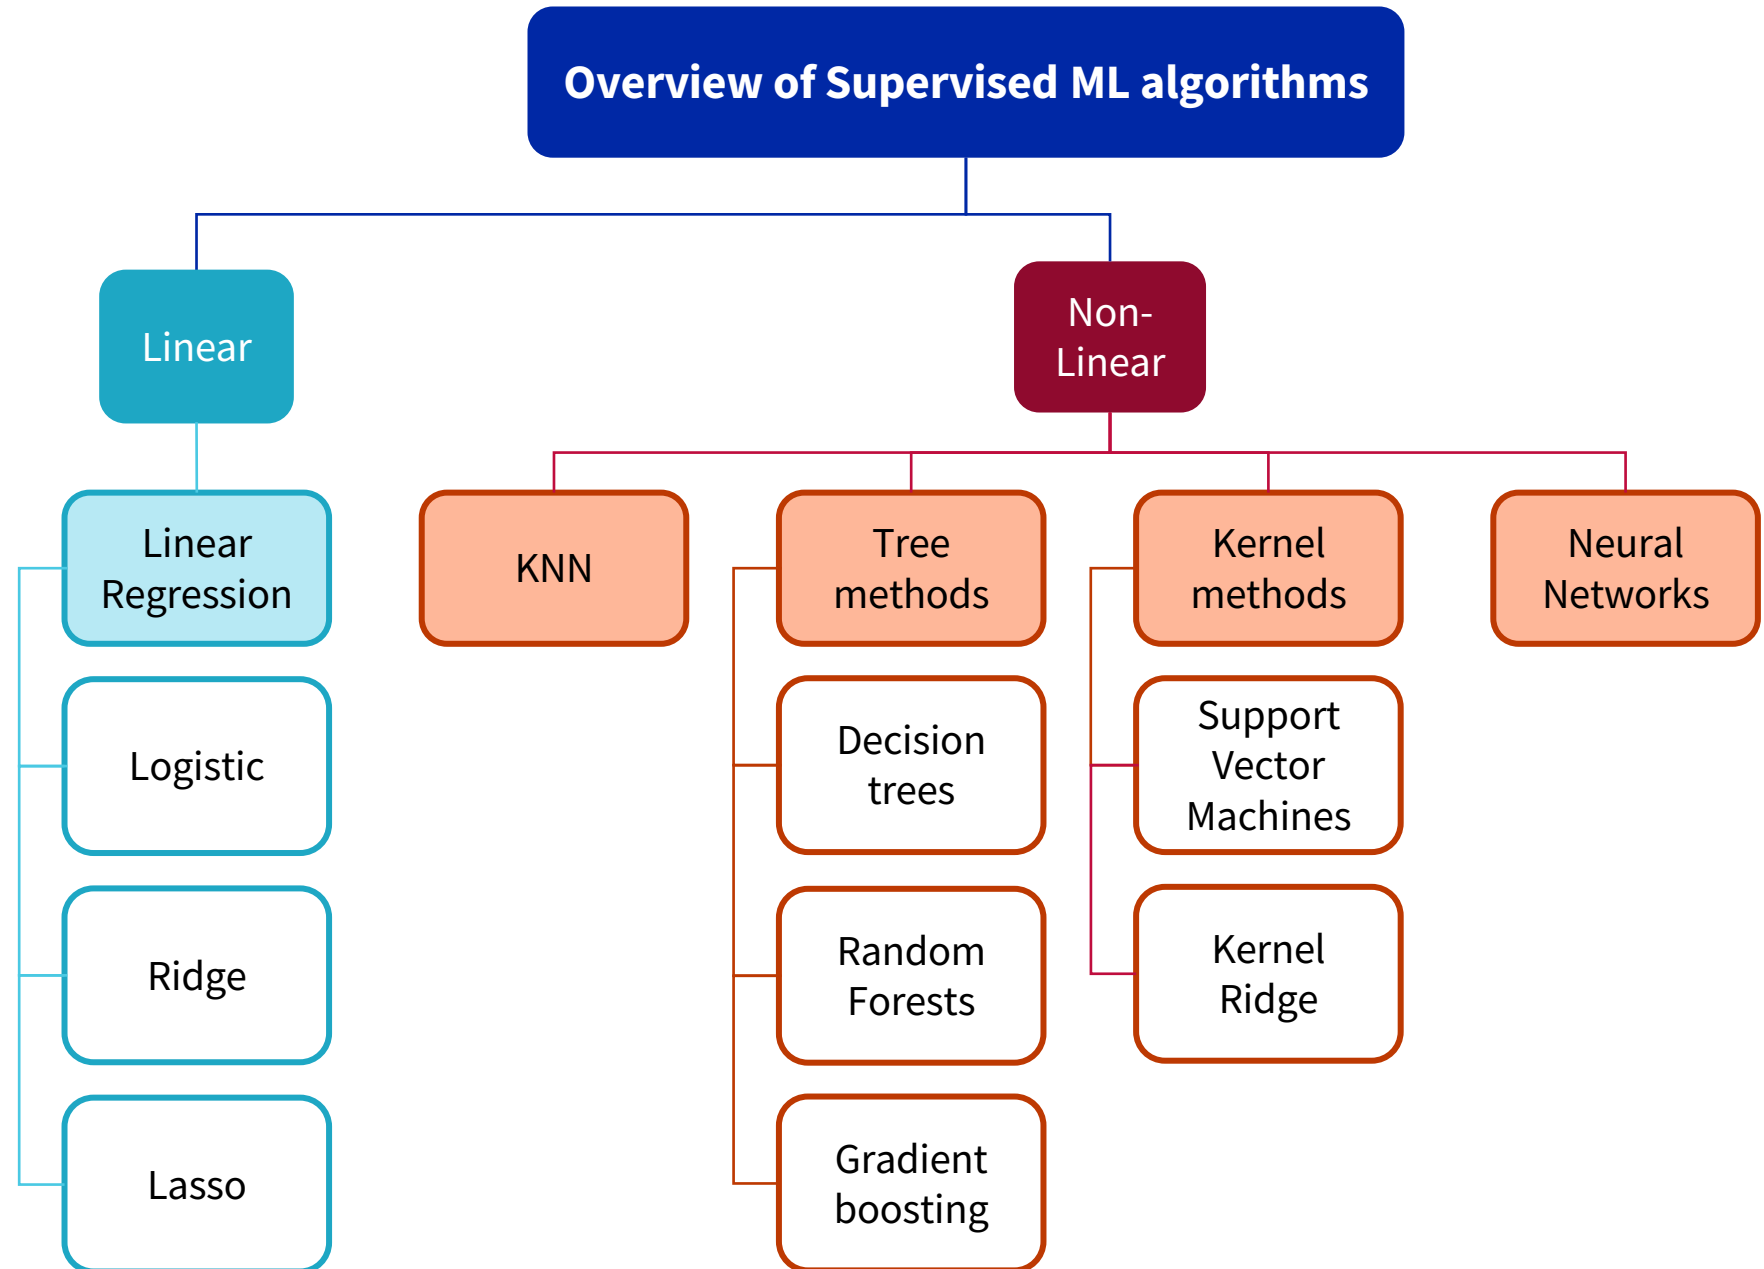 Overview of Supervised ML algorithms
Linear
Non-
Linear
Linear
Regression
KNN
Tree
methods
Kernel
methods
Neural
Networks
Logistic
Decision
trees
Support
Vector
Machines
Ridge
Random
Forests
Kernel
Ridge
Lasso
Gradient
boosting